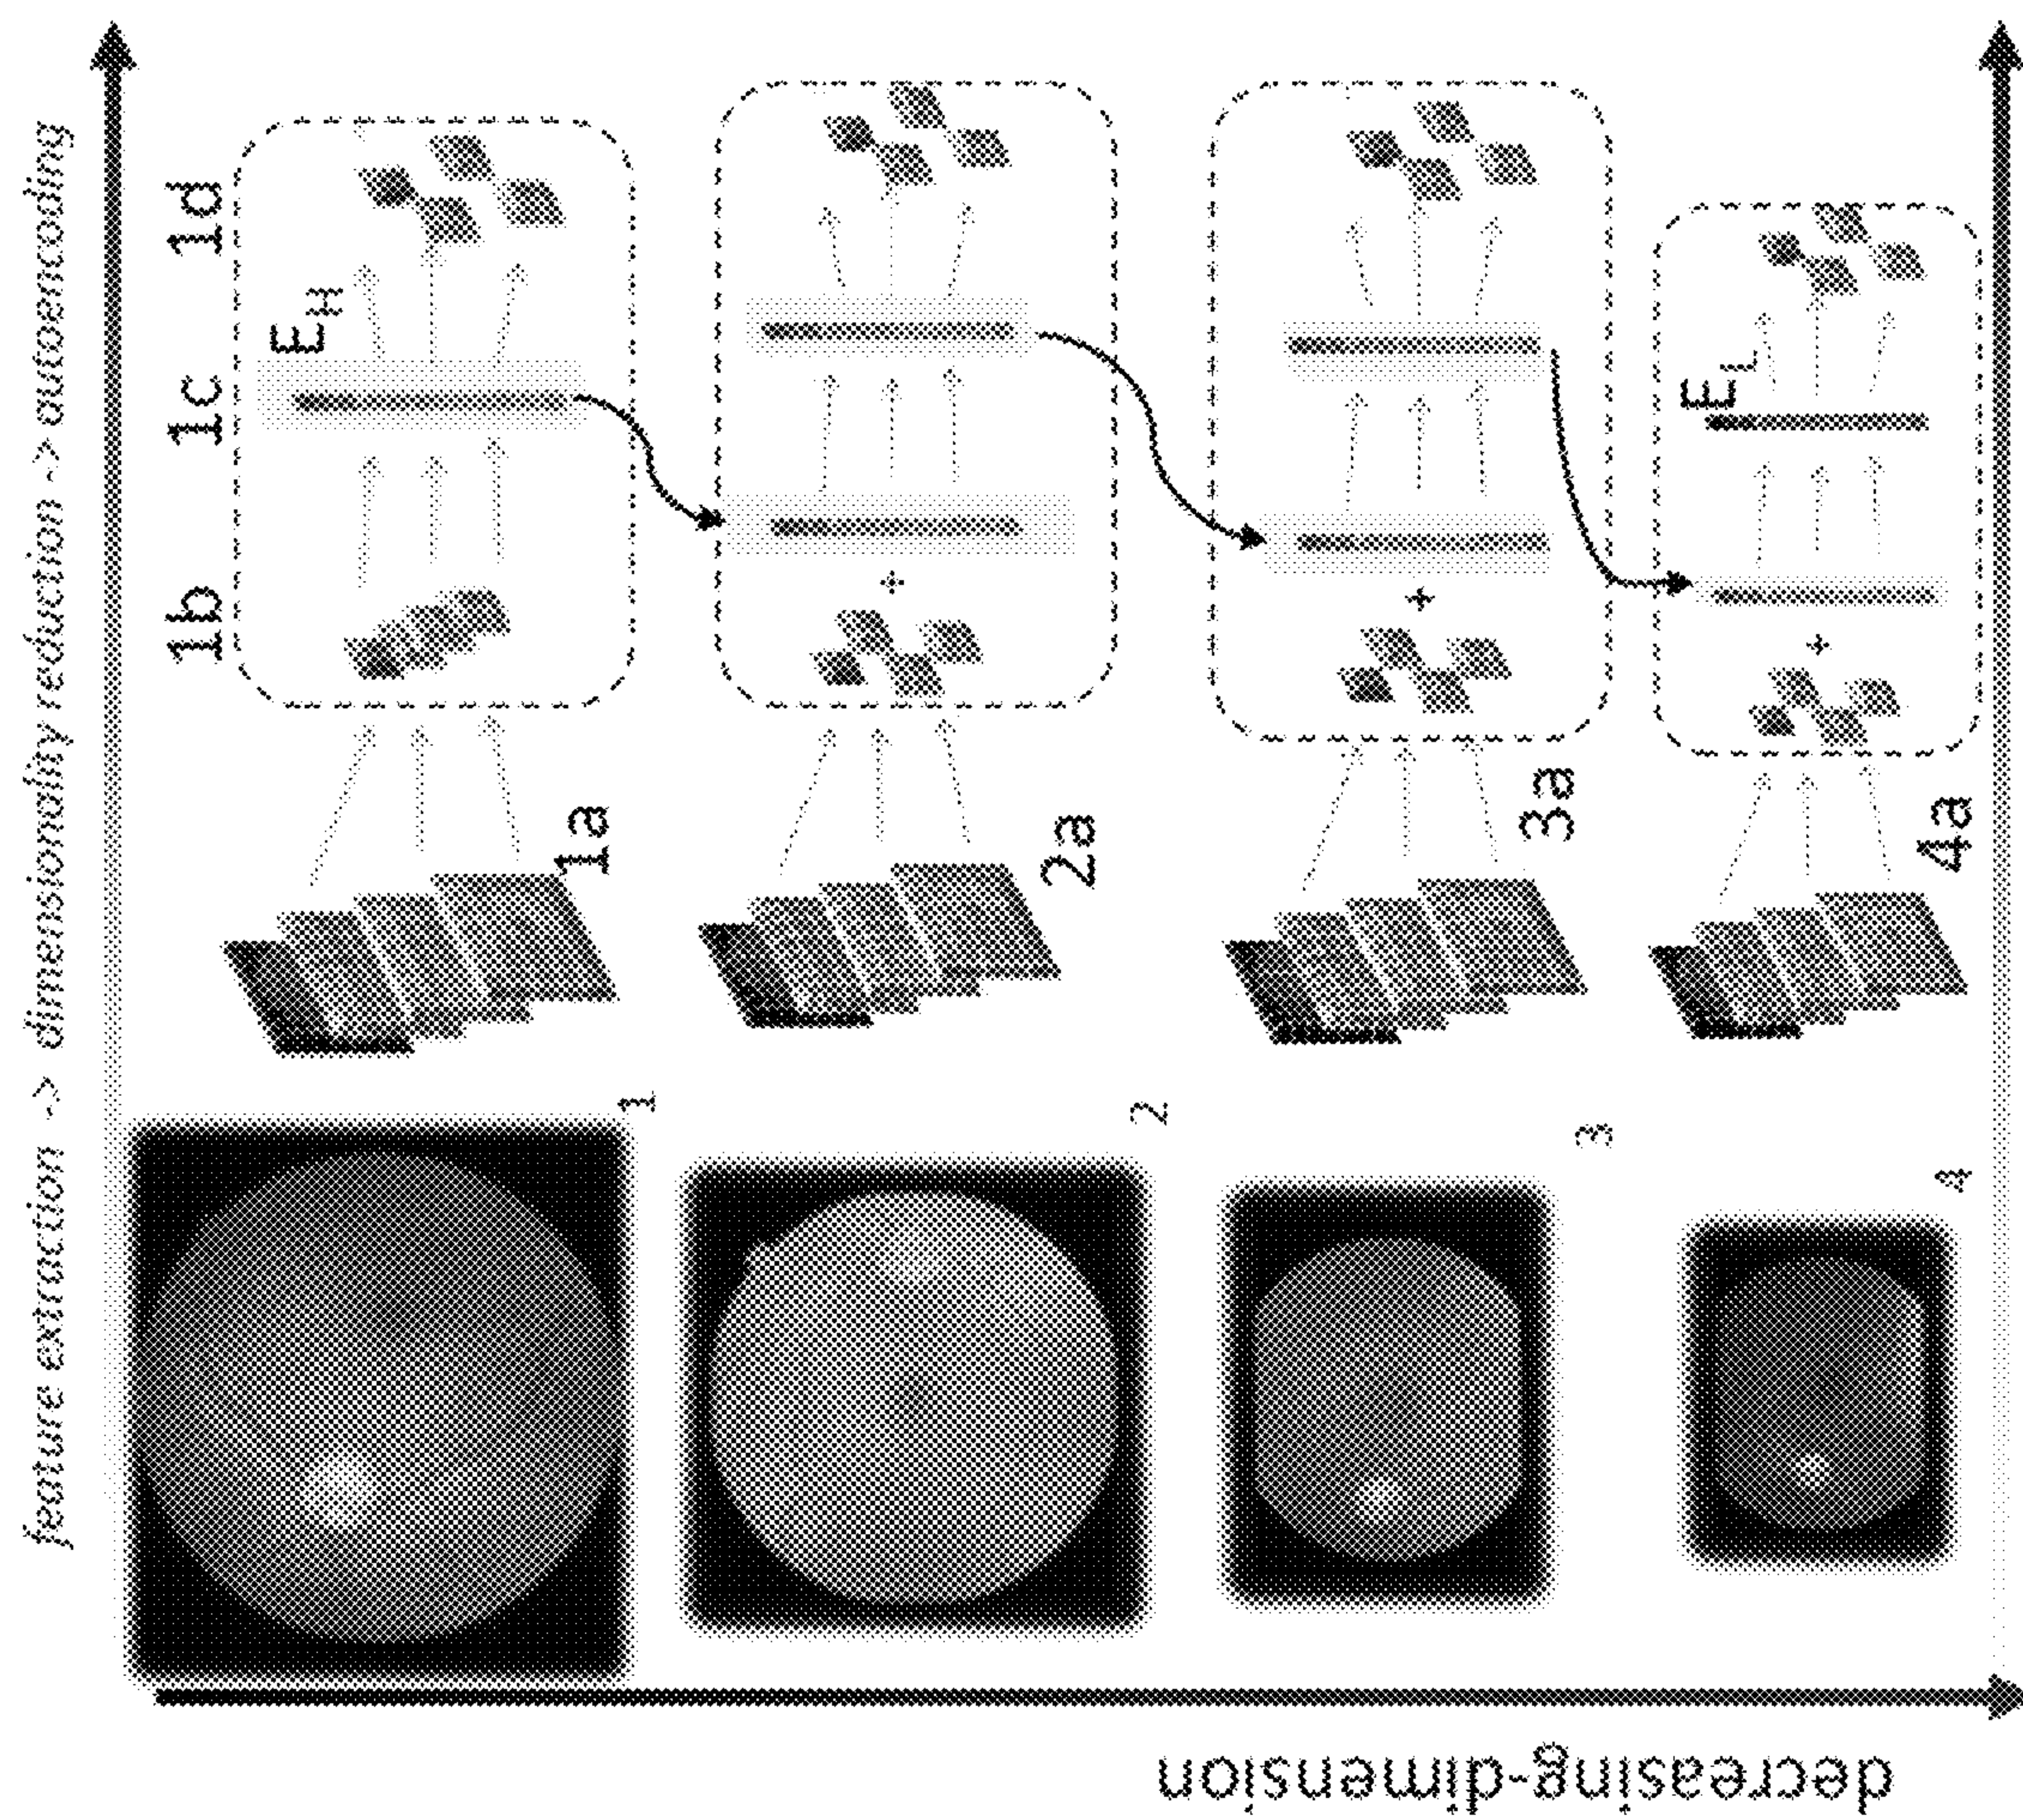 feature extraction -> dimensionality reduction -> autoencoding
1b
1c
1d
E_H
1a
1
2a
2
3a
3
E_L
4a
4
decreasing-dimension